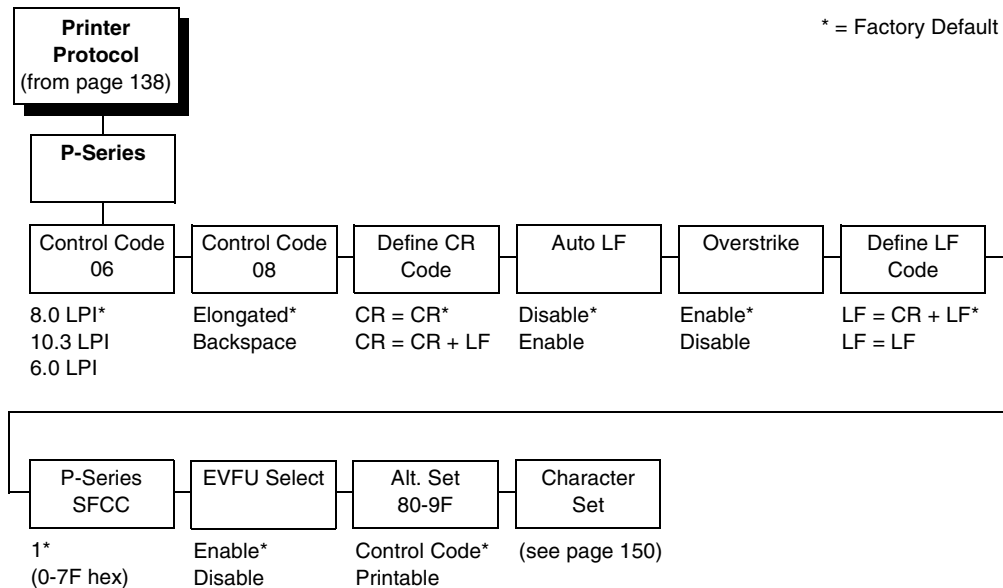 Printer
Protocol
(from page 138)
* = Factory Default
P-Series
Control Code
06
Control Code
08
Define CR
Code
Auto LF
Overstrike
Define LF
Code
8.0 LPI*
10.3 LPI
6.0 LPI
Elongated*
Backspace
CR = CR*
CR = CR + LF
Disable*
Enable
Enable*
Disable
LF = CR + LF*
LF = LF
P-Series
SFCC
EVFU Select
Alt. Set
80-9F
Character
Set
1*
(0-7F hex)
Enable*
Disable
Control Code*
Printable
(see page 150)